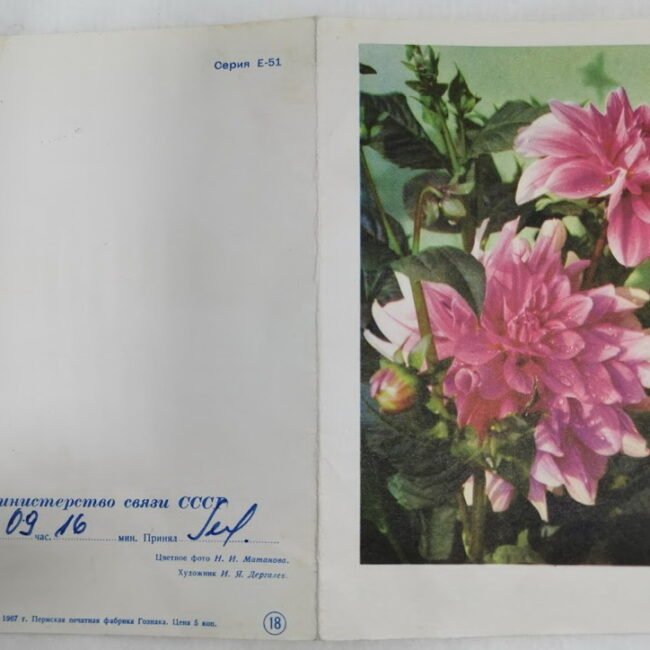 Серия Е-51
инистерство связи СССР
09 час. 16 мин. Принял
Цветное фото Н. И. Матанова.
Художник И. Я. Дергилев.
1967 г. Пермская печатная фабрика Гознака. Цена 5 коп.
18